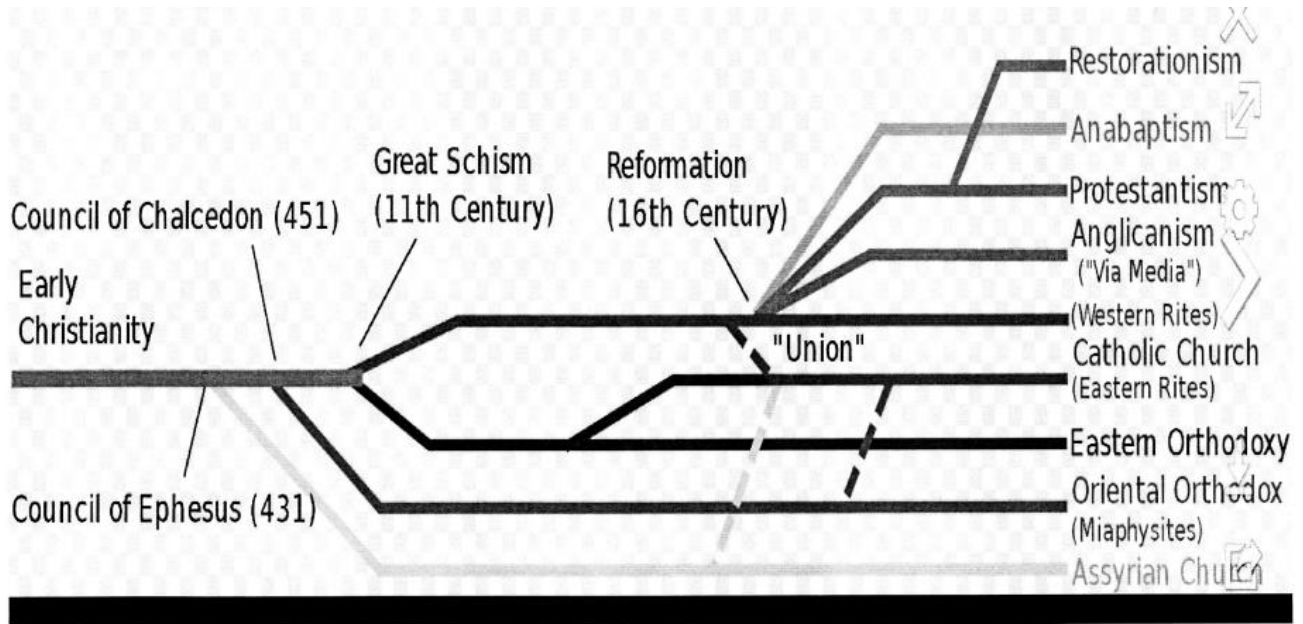 Restorationism
Anabaptism
Great Schism
(11th Century)
Reformation
(16th Century)
Protestantism
Council of Chalcedon (451)
Anglicanism
("Via Media")
Early
Christianity
(Western Rites)
"Union"
Catholic Church
(Eastern Rites)
Eastern Orthodoxy
Council of Ephesus (431)
Oriental Orthodox
(Miaphysites)
Assyrian Church